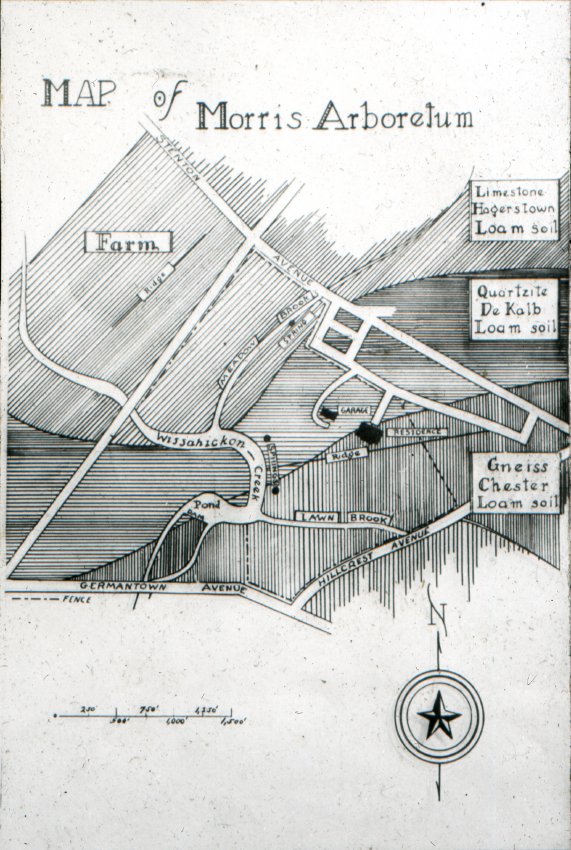 MAP of Morris Arboretum
STENTON
AVENUE
Limestone
Hagerstown
Loam soil
Farm
Ridge
Quartzite
De Kalb
Loam soil
MEADOW BROOK
SPRING
GARAGE
RESIDENCE
Ridge
Wissahickon Creek
SPRINGS
Gneiss
Chester
Loam soil
Pond
DAM
LAWN BROOK
HILLCREST AVENUE
GERMANTOWN AVENUE
FENCE
N
250' 750' 1,250'
500' 1,000' 1,500'